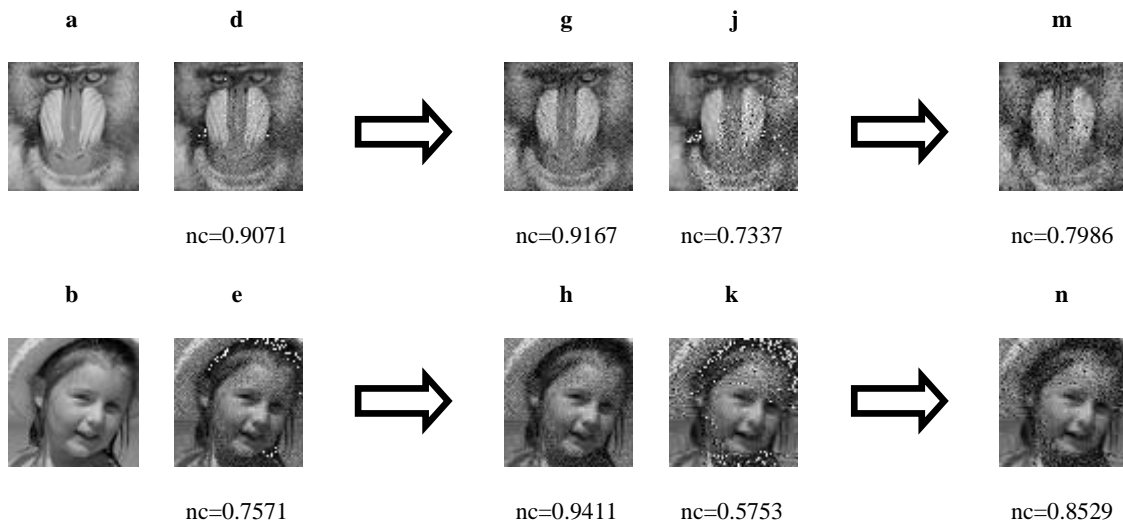 a d g j m
nc=0.9071 nc=0.9167 nc=0.7337 nc=0.7986
b e h k n
nc=0.7571 nc=0.9411 nc=0.5753 nc=0.8529